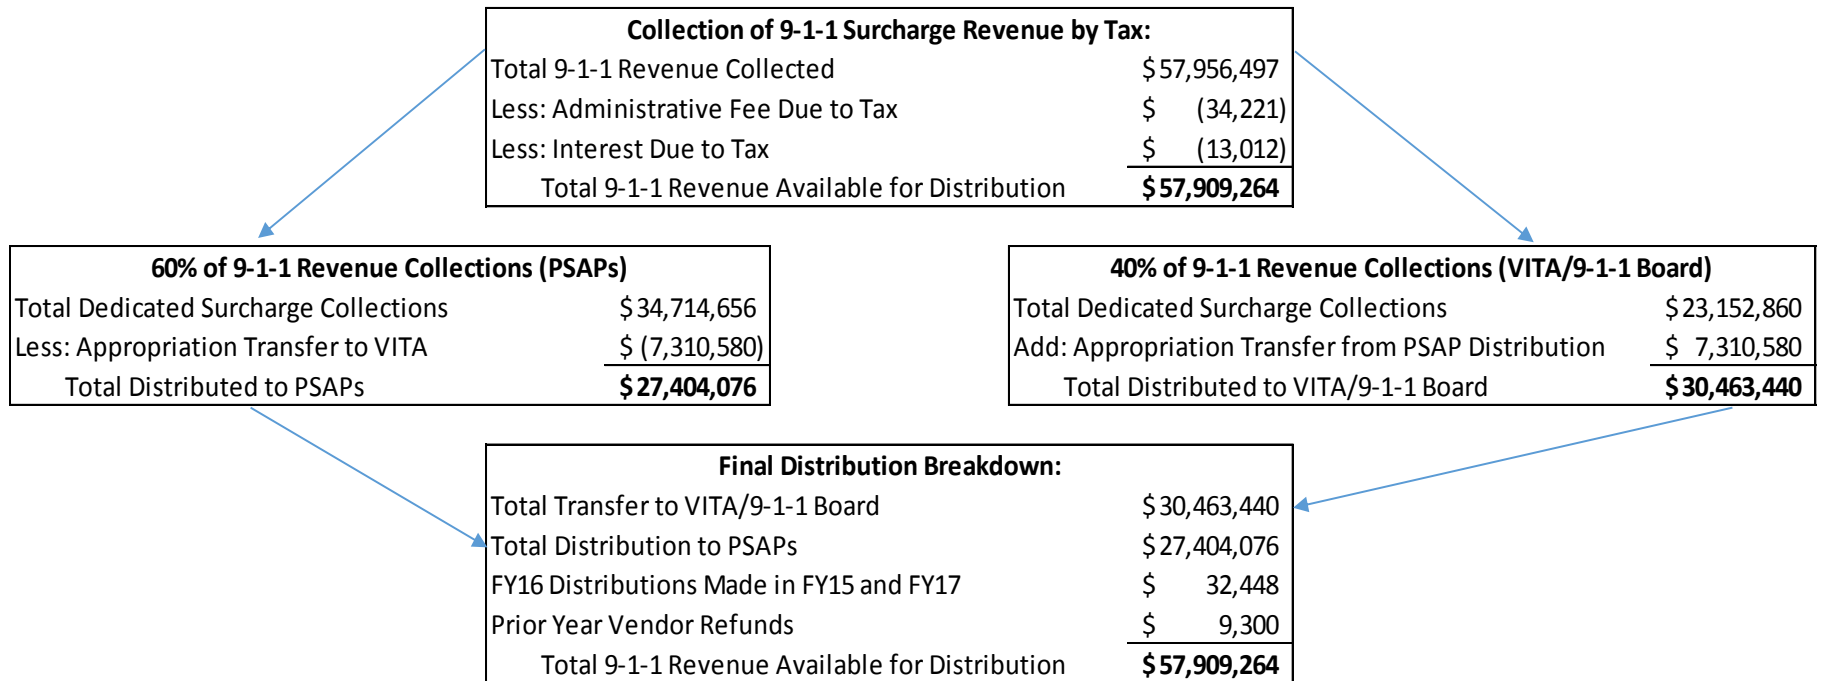 Collection of 9-1-1 Surcharge Revenue by Tax:
Total 9-1-1 Revenue Collected $57,956,497
Less: Administrative Fee Due to Tax $ (34,221)
Less: Interest Due to Tax $ (13,012)
Total 9-1-1 Revenue Available for Distribution $57,909,264
60% of 9-1-1 Revenue Collections (PSAPs)
Total Dedicated Surcharge Collections $34,714,656
Less: Appropriation Transfer to VITA $ (7,310,580)
Total Distributed to PSAPs $27,404,076
40% of 9-1-1 Revenue Collections (VITA/9-1-1 Board)
Total Dedicated Surcharge Collections $23,152,860
Add: Appropriation Transfer from PSAP Distribution $ 7,310,580
Total Distributed to VITA/9-1-1 Board $30,463,440
Final Distribution Breakdown:
Total Transfer to VITA/9-1-1 Board $30,463,440
Total Distribution to PSAPs $27,404,076
FY16 Distributions Made in FY15 and FY17 $ 32,448
Prior Year Vendor Refunds $ 9,300
Total 9-1-1 Revenue Available for Distribution $57,909,264